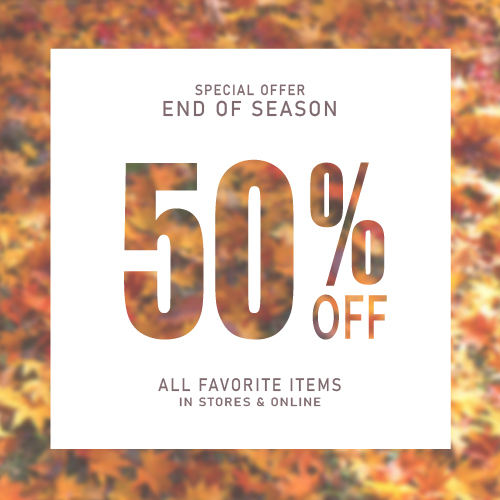 SPECIAL OFFER
END OF SEASON
50%
OFF
ALL FAVORITE ITEMS
IN STORES & ONLINE